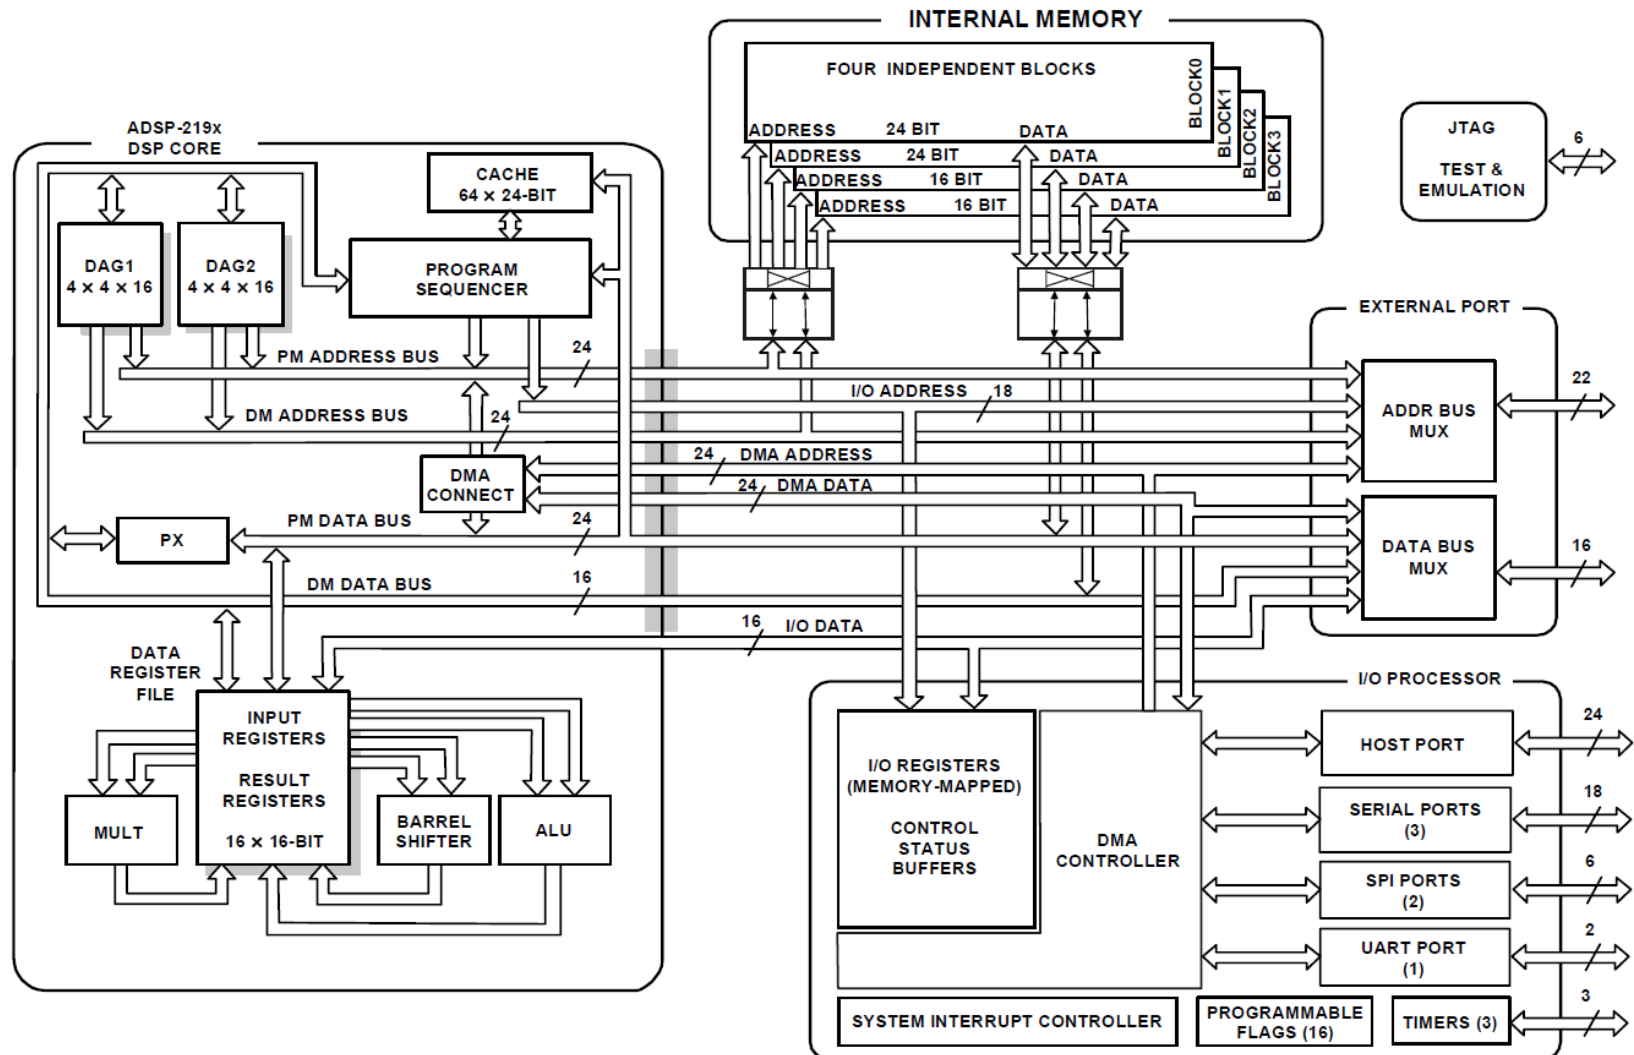 INTERNAL MEMORY
FOUR INDEPENDENT BLOCKS
BLOCK0
BLOCK1
BLOCK2
BLOCK3
ADDRESS 24 BIT DATA
ADDRESS 24 BIT DATA
ADDRESS 16 BIT DATA
ADDRESS 16 BIT DATA
JTAG
TEST &
EMULATION
6
ADSP-219x
DSP CORE
CACHE
64 × 24-BIT
DAG1
4 × 4 × 16
DAG2
4 × 4 × 16
PROGRAM
SEQUENCER
EXTERNAL PORT
PM ADDRESS BUS
24
I/O ADDRESS
18
ADDR BUS
MUX
22
DM ADDRESS BUS
24
24
DMA ADDRESS
DMA
CONNECT
24
DMA DATA
PX
PM DATA BUS
24
DATA BUS
MUX
16
DM DATA BUS
16
16
I/O DATA
DATA
REGISTER
FILE
INPUT
REGISTERS
RESULT
REGISTERS
16 × 16-BIT
MULT
BARREL
SHIFTER
ALU
I/O PROCESSOR
I/O REGISTERS
(MEMORY-MAPPED)
CONTROL
STATUS
BUFFERS
DMA
CONTROLLER
HOST PORT
24
SERIAL PORTS
(3)
18
SPI PORTS
(2)
6
UART PORT
(1)
2
SYSTEM INTERRUPT CONTROLLER
PROGRAMMABLE
FLAGS (16)
TIMERS (3)
3